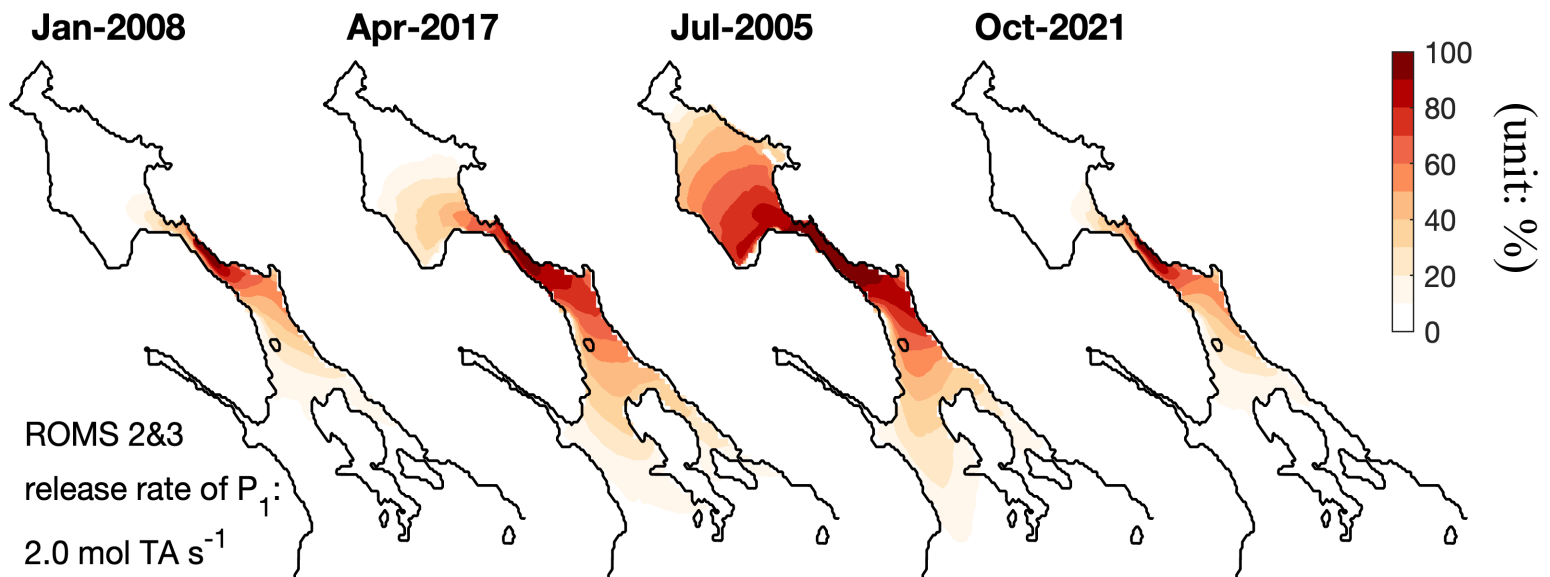 Jan-2008
Apr-2017
Jul-2005
Oct-2021
100
80
60
40
20
0
(unit: %)
ROMS 2&3
release rate of P₁:
2.0 mol TA s⁻¹